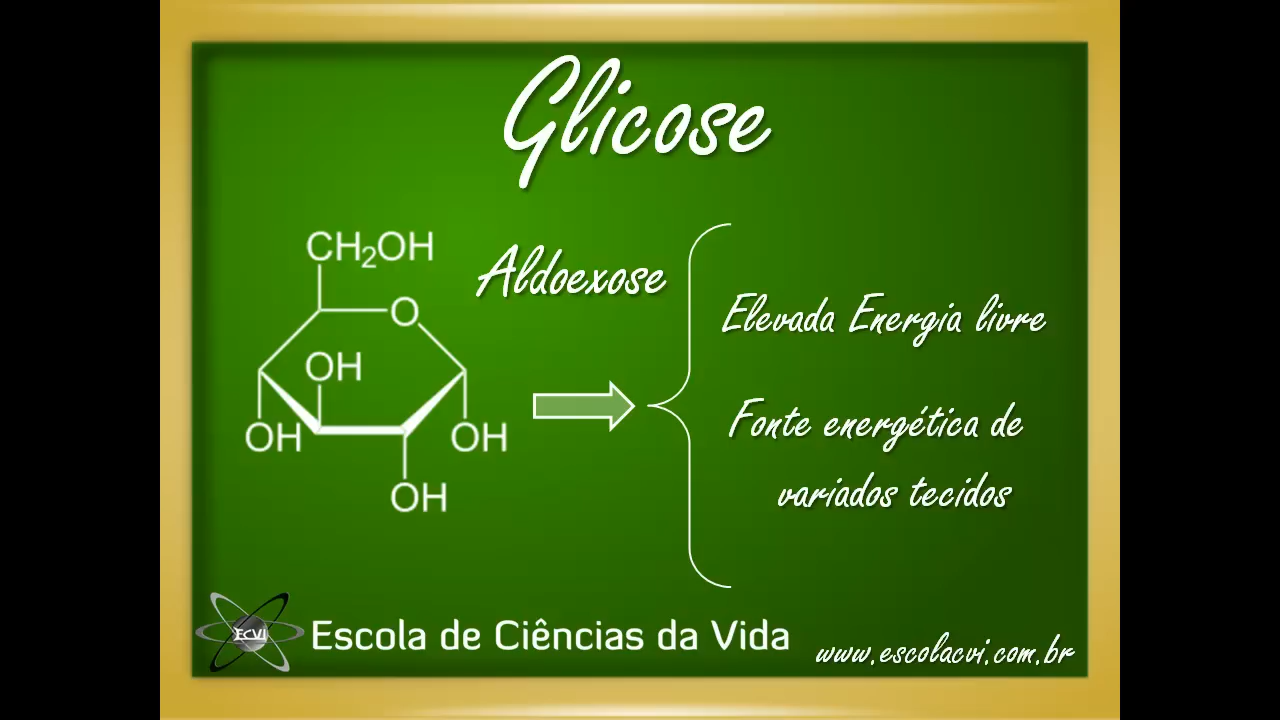 Glicose
CH₂OH
O
OH
OH
OH
OH
Aldoexose
Elevada Energia livre
Fonte energética de
variados tecidos
ECVI
Escola de Ciências da Vida
www.escolacvi.com.br